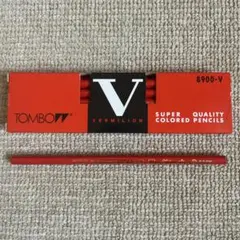 8900-V
TOMBOW
V
VERMILION
SUPER QUALITY
COLORED PENCILS